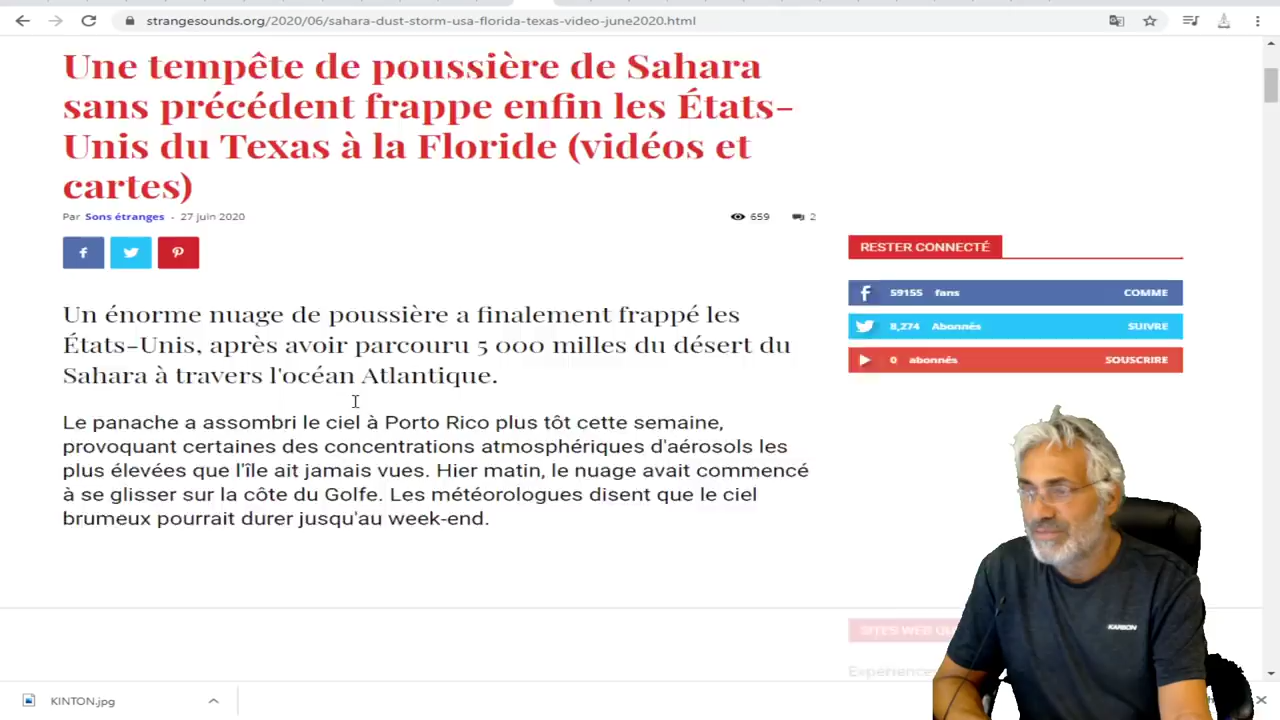 strangesounds.org/2020/06/sahara-dust-storm-usa-florida-texas-video-june2020.html
Une tempête de poussière de Sahara
sans précédent frappe enfin les États-
Unis du Texas à la Floride (vidéos et
cartes)
Par Sons étranges - 27 juin 2020
659
2
RESTER CONNECTÉ
59155 fans COMME
8,274 Abonnés SUIVRE
0 abonnés SOUSCRIRE
Un énorme nuage de poussière a finalement frappé les
États-Unis, après avoir parcouru 5 000 milles du désert du
Sahara à travers l'océan Atlantique.
Le panache a assombri le ciel à Porto Rico plus tôt cette semaine,
provoquant certaines des concentrations atmosphériques d'aérosols les
plus élevées que l'île ait jamais vues. Hier matin, le nuage avait commencé
à se glisser sur la côte du Golfe. Les météorologues disent que le ciel
brumeux pourrait durer jusqu'au week-end.
SITES WEB
KARBON
KINTON.jpg